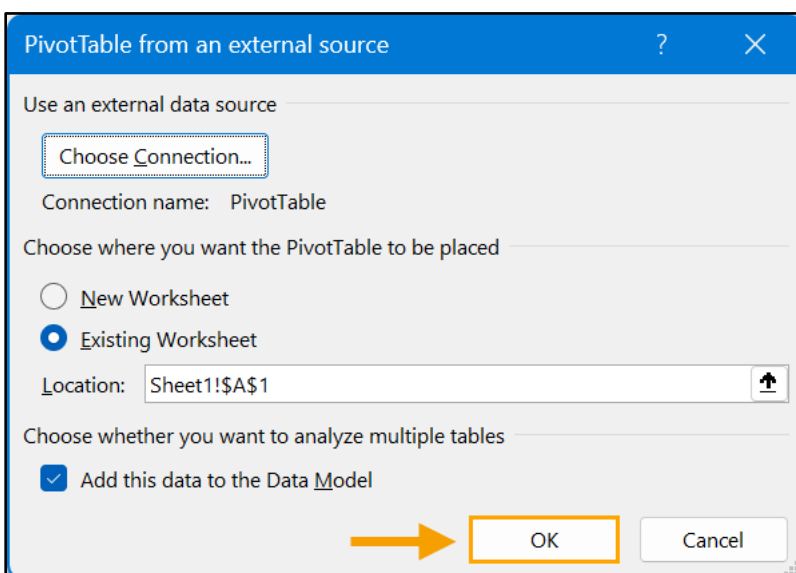 PivotTable from an external source ?
Use an external data source
Choose Connection...
Connection name: PivotTable
Choose where you want the PivotTable to be placed
New Worksheet
Existing Worksheet
Location: Sheet1!$A$1
Choose whether you want to analyze multiple tables
Add this data to the Data Model
OK Cancel